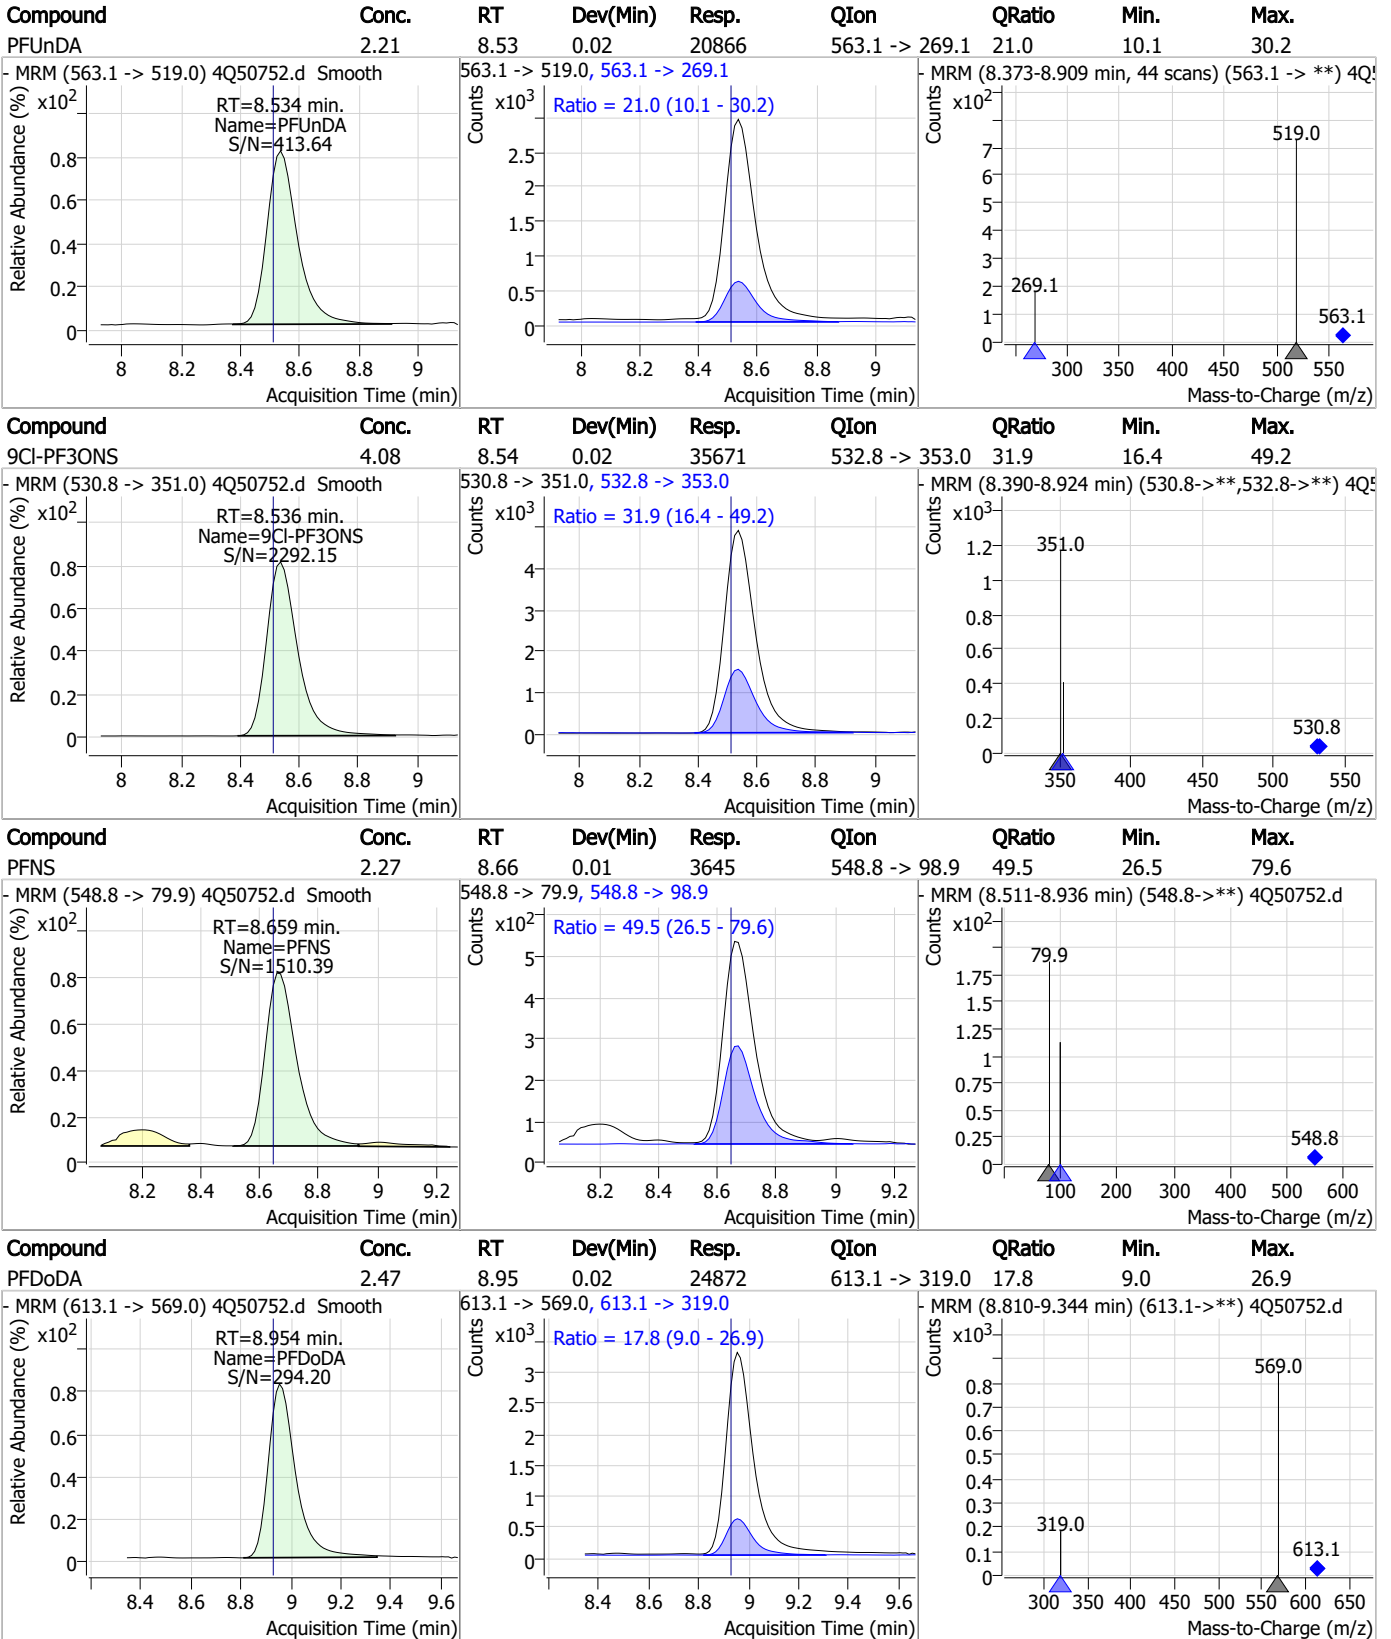 Compound Conc. RT Dev(Min) Resp. QIon QRatio Min. Max.
PFUnDA 2.21 8.53 0.02 20866 563.1 -> 269.1 21.0 10.1 30.2
- MRM (563.1 -> 519.0) 4Q50752.d Smooth
Relative Abundance (%)
x10²
RT=8.534 min.
Name=PFUnDA
S/N=413.64
0.8
0.6
0.4
0.2
0
8 8.2 8.4 8.6 8.8 9
Acquisition Time (min)
563.1 -> 519.0, 563.1 -> 269.1
Counts
x10³
Ratio = 21.0 (10.1 - 30.2)
2.5
2
1.5
1
0.5
0
8 8.2 8.4 8.6 8.8 9
Acquisition Time (min)
- MRM (8.373-8.909 min, 44 scans) (563.1 -> **) 4Q5
Counts
x10²
519.0
269.1
563.1
7
6
5
4
3
2
1
0
300 350 400 450 500 550
Mass-to-Charge (m/z)
Compound Conc. RT Dev(Min) Resp. QIon QRatio Min. Max.
9Cl-PF3ONS 4.08 8.54 0.02 35671 532.8 -> 353.0 31.9 16.4 49.2
- MRM (530.8 -> 351.0) 4Q50752.d Smooth
Relative Abundance (%)
x10²
RT=8.536 min.
Name=9Cl-PF3ONS
S/N=2292.15
0.8
0.6
0.4
0.2
0
8 8.2 8.4 8.6 8.8 9
Acquisition Time (min)
530.8 -> 351.0, 532.8 -> 353.0
Counts
x10³
Ratio = 31.9 (16.4 - 49.2)
4
3
2
1
0
8 8.2 8.4 8.6 8.8 9
Acquisition Time (min)
- MRM (8.390-8.924 min) (530.8->**,532.8->**) 4Q5
Counts
x10³
351.0
530.8
1.2
1
0.8
0.6
0.4
0.2
0
350 400 450 500 550
Mass-to-Charge (m/z)
Compound Conc. RT Dev(Min) Resp. QIon QRatio Min. Max.
PFNS 2.27 8.66 0.01 3645 548.8 -> 98.9 49.5 26.5 79.6
- MRM (548.8 -> 79.9) 4Q50752.d Smooth
Relative Abundance (%)
x10²
RT=8.659 min.
Name=PFNS
S/N=1510.39
0.8
0.6
0.4
0.2
0
8.2 8.4 8.6 8.8 9 9.2
Acquisition Time (min)
548.8 -> 79.9, 548.8 -> 98.9
Counts
x10²
Ratio = 49.5 (26.5 - 79.6)
5
4
3
2
1
0
8.2 8.4 8.6 8.8 9 9.2
Acquisition Time (min)
- MRM (8.511-8.936 min) (548.8->**) 4Q50752.d
Counts
x10²
79.9
548.8
1.75
1.5
1.25
1
0.75
0.5
0.25
0
100 200 300 400 500 600
Mass-to-Charge (m/z)
Compound Conc. RT Dev(Min) Resp. QIon QRatio Min. Max.
PFDoDA 2.47 8.95 0.02 24872 613.1 -> 319.0 17.8 9.0 26.9
- MRM (613.1 -> 569.0) 4Q50752.d Smooth
Relative Abundance (%)
x10²
RT=8.954 min.
Name=PFDoDA
S/N=294.20
0.8
0.6
0.4
0.2
0
8.4 8.6 8.8 9 9.2 9.4 9.6
Acquisition Time (min)
613.1 -> 569.0, 613.1 -> 319.0
Counts
x10³
Ratio = 17.8 (9.0 - 26.9)
3
2.5
2
1.5
1
0.5
0
8.4 8.6 8.8 9 9.2 9.4 9.6
Acquisition Time (min)
- MRM (8.810-9.344 min) (613.1->**) 4Q50752.d
Counts
x10³
569.0
319.0
613.1
0.8
0.7
0.6
0.5
0.4
0.3
0.2
0.1
0
300 350 400 450 500 550 600 650
Mass-to-Charge (m/z)